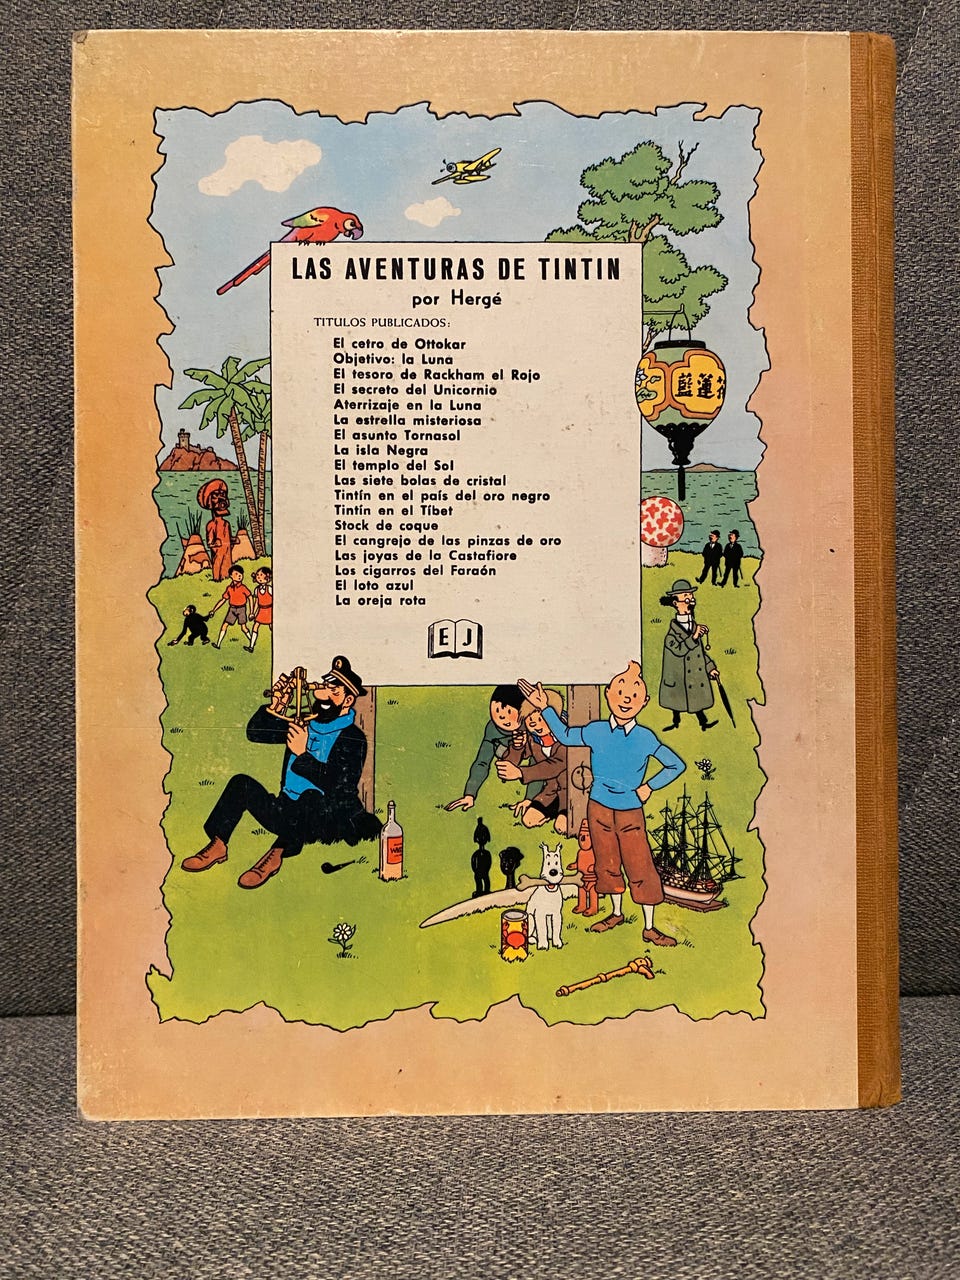 LAS AVENTURAS DE TINTIN
por Hergé
TITULOS PUBLICADOS:
El cetro de Ottokar
Objetivo: la Luna
El tesoro de Rackham el Rojo
El secreto del Unicornio
Aterrizaje en la Luna
La estrella misteriosa
El asunto Tornasol
La isla Negra
El templo del Sol
Las siete bolas de cristal
Tintín en el país del oro negro
Tintín en el Tíbet
Stock de coque
El cangrejo de las pinzas de oro
Las joyas de la Castafiore
Los cigarros del Faraón
El loto azul
La oreja rota
E J
藍蓮